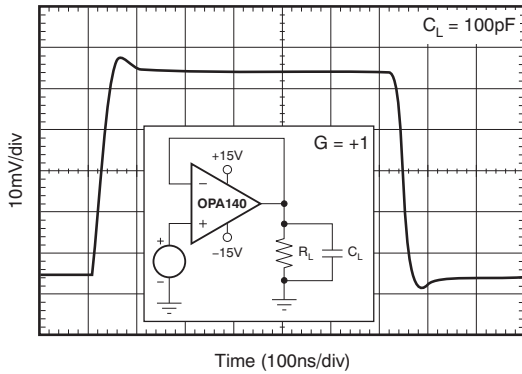 C_L = 100pF
10mV/div
G = +1
+15V
−
OPA140
+
−15V
+
−
R_L
C_L
Time (100ns/div)